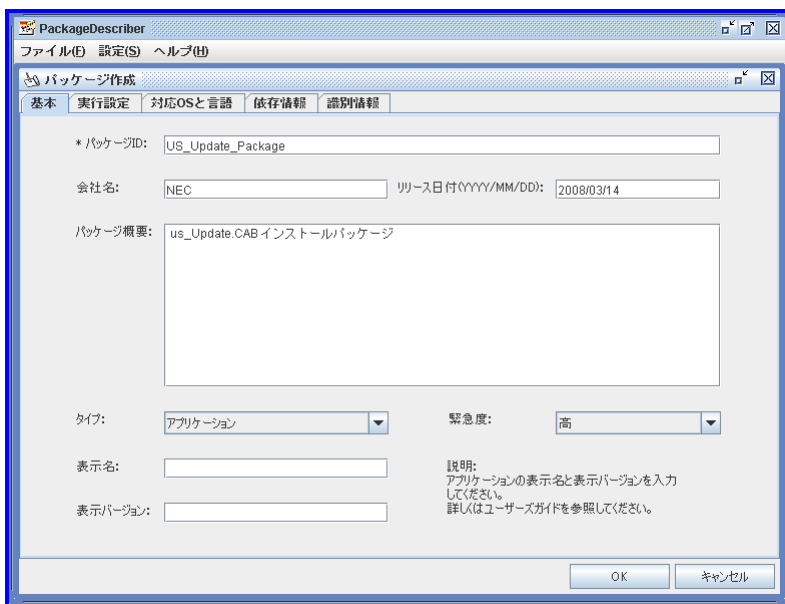 PackageDescriber
ファイル(F) 設定(S) ヘルプ(H)
パッケージ作成
基本 実行設定 対応OSと言語 依存情報 識別情報
* パッケージID: US_Update_Package
会社名: NEC リリース日付(YYYY/MM/DD): 2008/03/14
パッケージ概要: us_Update.CABインストールパッケージ
タイプ: アプリケーション 緊急度: 高
表示名:
説明:
アプリケーションの表示名と表示バージョンを入力
してください。
詳しくはユーザーズガイドを参照してください。
表示バージョン:
OK キャンセル